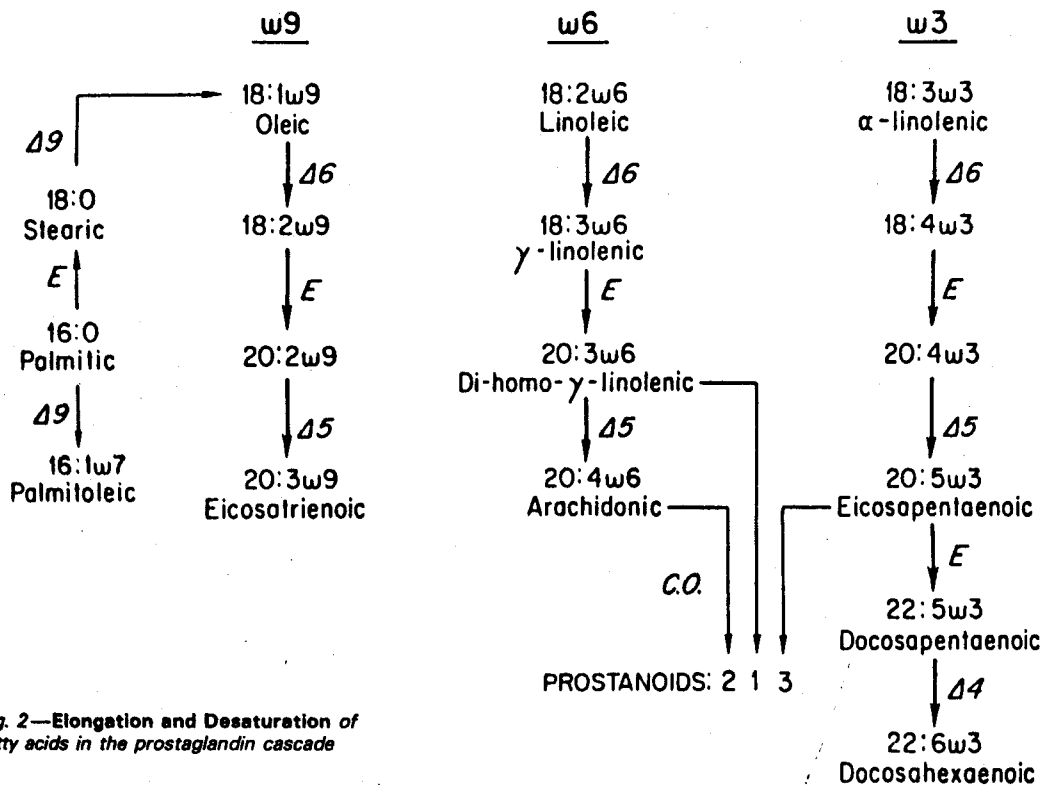 ω9
ω6
ω3
18:1ω9
Oleic
18:2ω6
Linoleic
18:3ω3
α-linolenic
Δ9
Δ6
Δ6
Δ6
18:0
Stearic
18:2ω9
18:3ω6
γ-linolenic
18:4ω3
E
E
E
E
16:0
Palmitic
20:2ω9
20:3ω6
Di-homo-γ-linolenic
20:4ω3
Δ9
Δ5
Δ5
Δ5
16:1ω7
Palmitoleic
20:3ω9
Eicosatrienoic
20:4ω6
Arachidonic
20:5ω3
Eicosapentaenoic
C.O.
E
22:5ω3
Docosapentaenoic
PROSTANOIDS: 2 1 3
Δ4
g. 2—Elongation and Desaturation of
tty acids in the prostaglandin cascade
22:6ω3
Docosahexaenoic